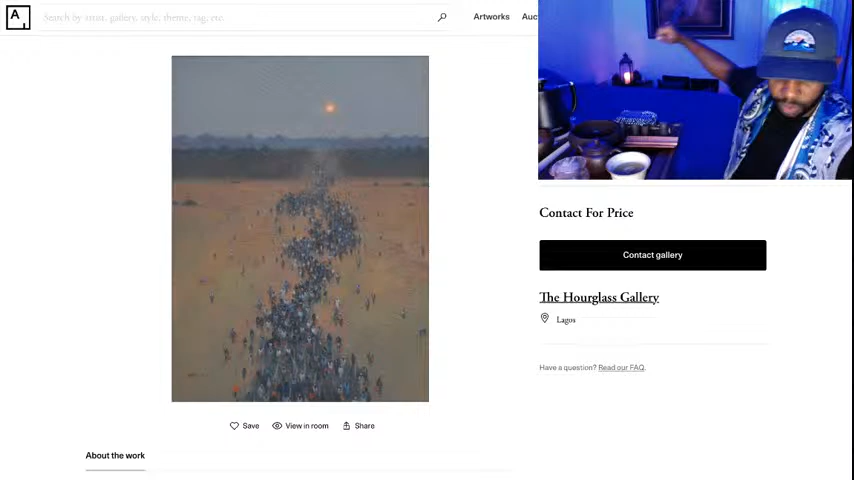 A
Search by artist, gallery, style, theme, tag, etc.
Artworks
Auc
Contact For Price
Contact gallery
The Hourglass Gallery
Lagos
Have a question? Read our FAQ.
Save
View in room
Share
About the work